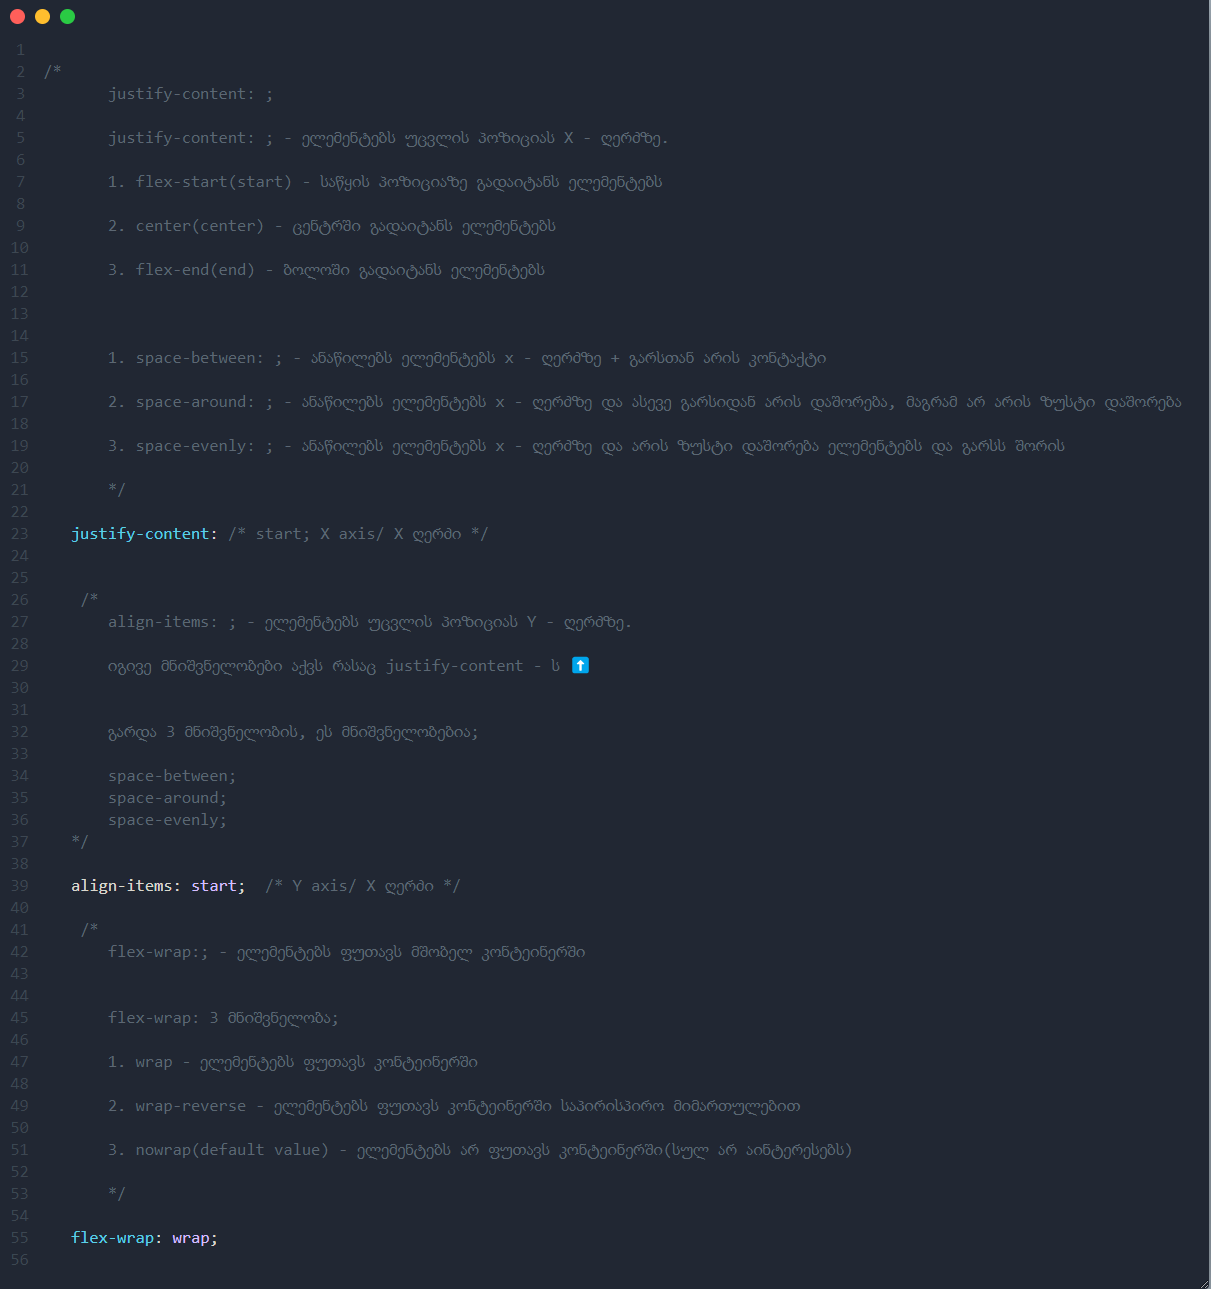 1
2 /*
3 justify-content: ;
4
5 justify-content: ; - ელემენტებს უცვლის პოზიციას X - ღერძზე.
6
7 1. flex-start(start) - საწყის პოზიციაზე გადაიტანს ელემენტებს
8
9 2. center(center) - ცენტრში გადაიტანს ელემენტებს
10
11 3. flex-end(end) - ბოლოში გადაიტანს ელემენტებს
12
13
14
15 1. space-between: ; - ანაწილებს ელემენტებს x - ღერძზე + გარსთან არის კონტაქტი
16
17 2. space-around: ; - ანაწილებს ელემენტებს x - ღერძზე და ასევე გარსიდან არის დაშორება, მაგრამ არ არის ზუსტი დაშორება
18
19 3. space-evenly: ; - ანაწილებს ელემენტებს x - ღერძზე და არის ზუსტი დაშორება ელემენტებს და გარსს შორის
20
21 */
22
23 justify-content: /* start; X axis/ X ღერძი */
24
25
26 /*
27 align-items: ; - ელემენტებს უცვლის პოზიციას Y - ღერძზე.
28
29 იგივე მნიშვნელობები აქვს რასაც justify-content - ს ⬆️
30
31
32 გარდა 3 მნიშვნელობის, ეს მნიშვნელობებია;
33
34 space-between;
35 space-around;
36 space-evenly;
37 */
38
39 align-items: start; /* Y axis/ X ღერძი */
40
41 /*
42 flex-wrap:; - ელემენტებს ფუთავს მშობელ კონტეინერში
43
44
45 flex-wrap: 3 მნიშვნელობა;
46
47 1. wrap - ელემენტებს ფუთავს კონტეინერში
48
49 2. wrap-reverse - ელემენტებს ფუთავს კონტეინერში საპირისპირო მიმართულებით
50
51 3. nowrap(default value) - ელემენტებს არ ფუთავს კონტეინერში(სულ არ აინტერესებს)
52
53 */
54
55 flex-wrap: wrap;
56